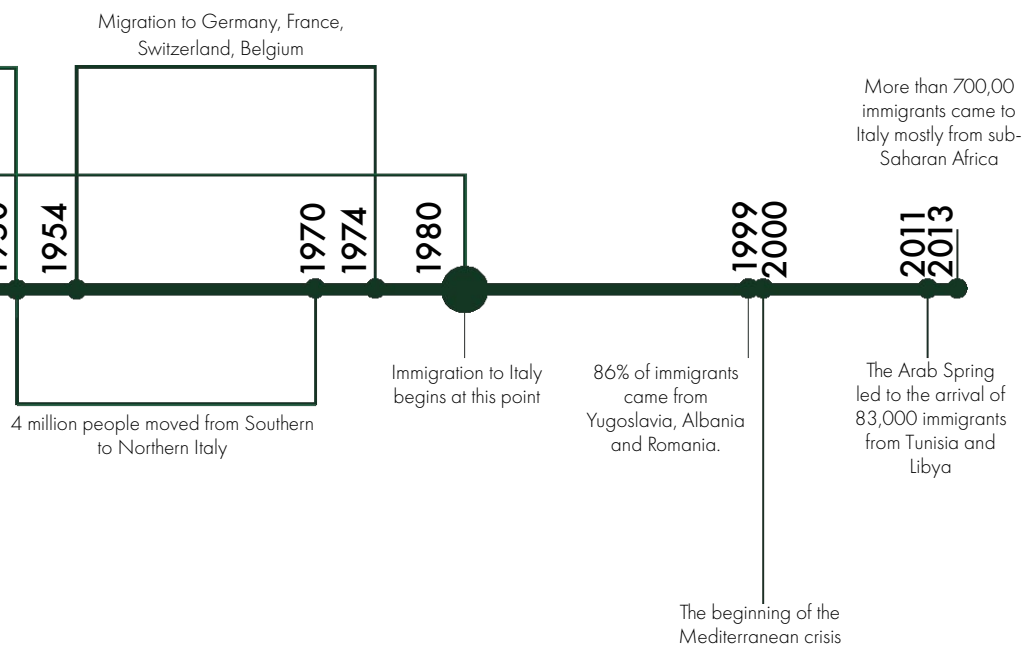 Migration to Germany, France,
Switzerland, Belgium
More than 700,00
immigrants came to
Italy mostly from sub-
Saharan Africa
1954
1970
1974
1980
1999
2000
2011
2013
4 million people moved from Southern
to Northern Italy
Immigration to Italy
begins at this point
86% of immigrants
came from
Yugoslavia, Albania
and Romania.
The Arab Spring
led to the arrival of
83,000 immigrants
from Tunisia and
Libya
The beginning of the
Mediterranean crisis